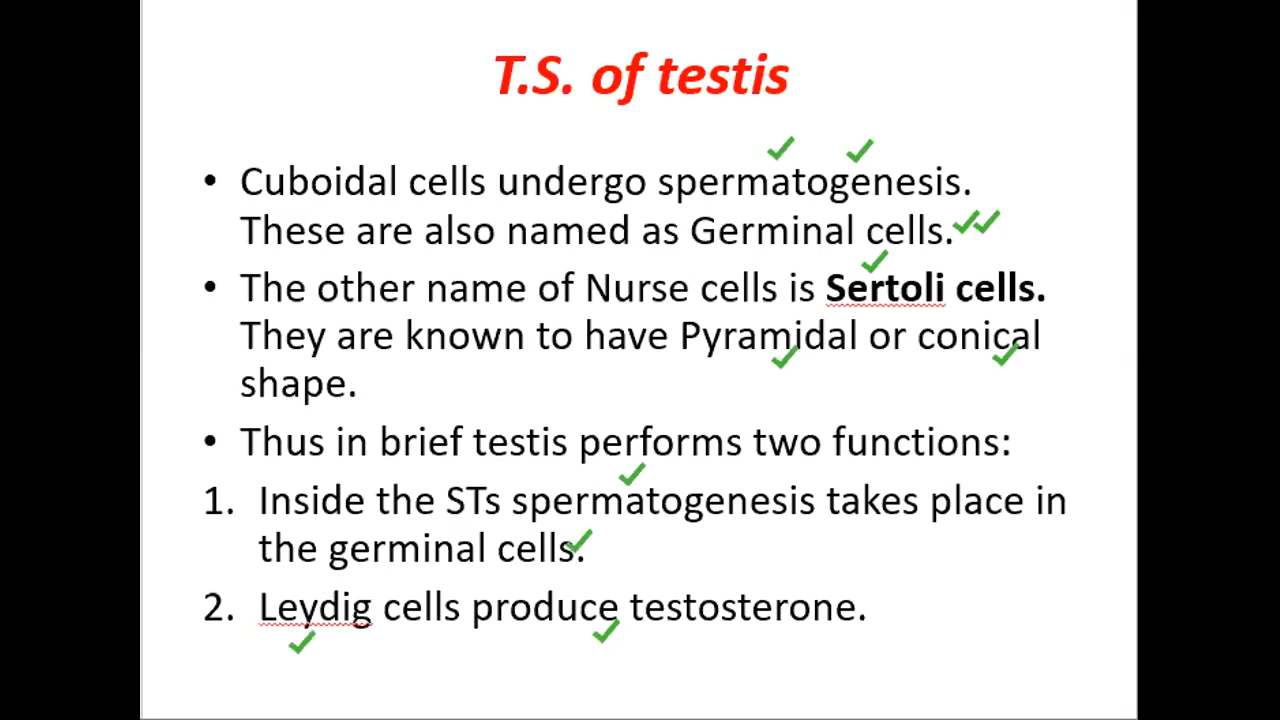 T.S. of testis
• Cuboidal cells undergo spermatogenesis.
These are also named as Germinal cells.
• The other name of Nurse cells is Sertoli cells.
They are known to have Pyramidal or conical
shape.
• Thus in brief testis performs two functions:
1. Inside the STs spermatogenesis takes place in
the germinal cells.
2. Leydig cells produce testosterone.